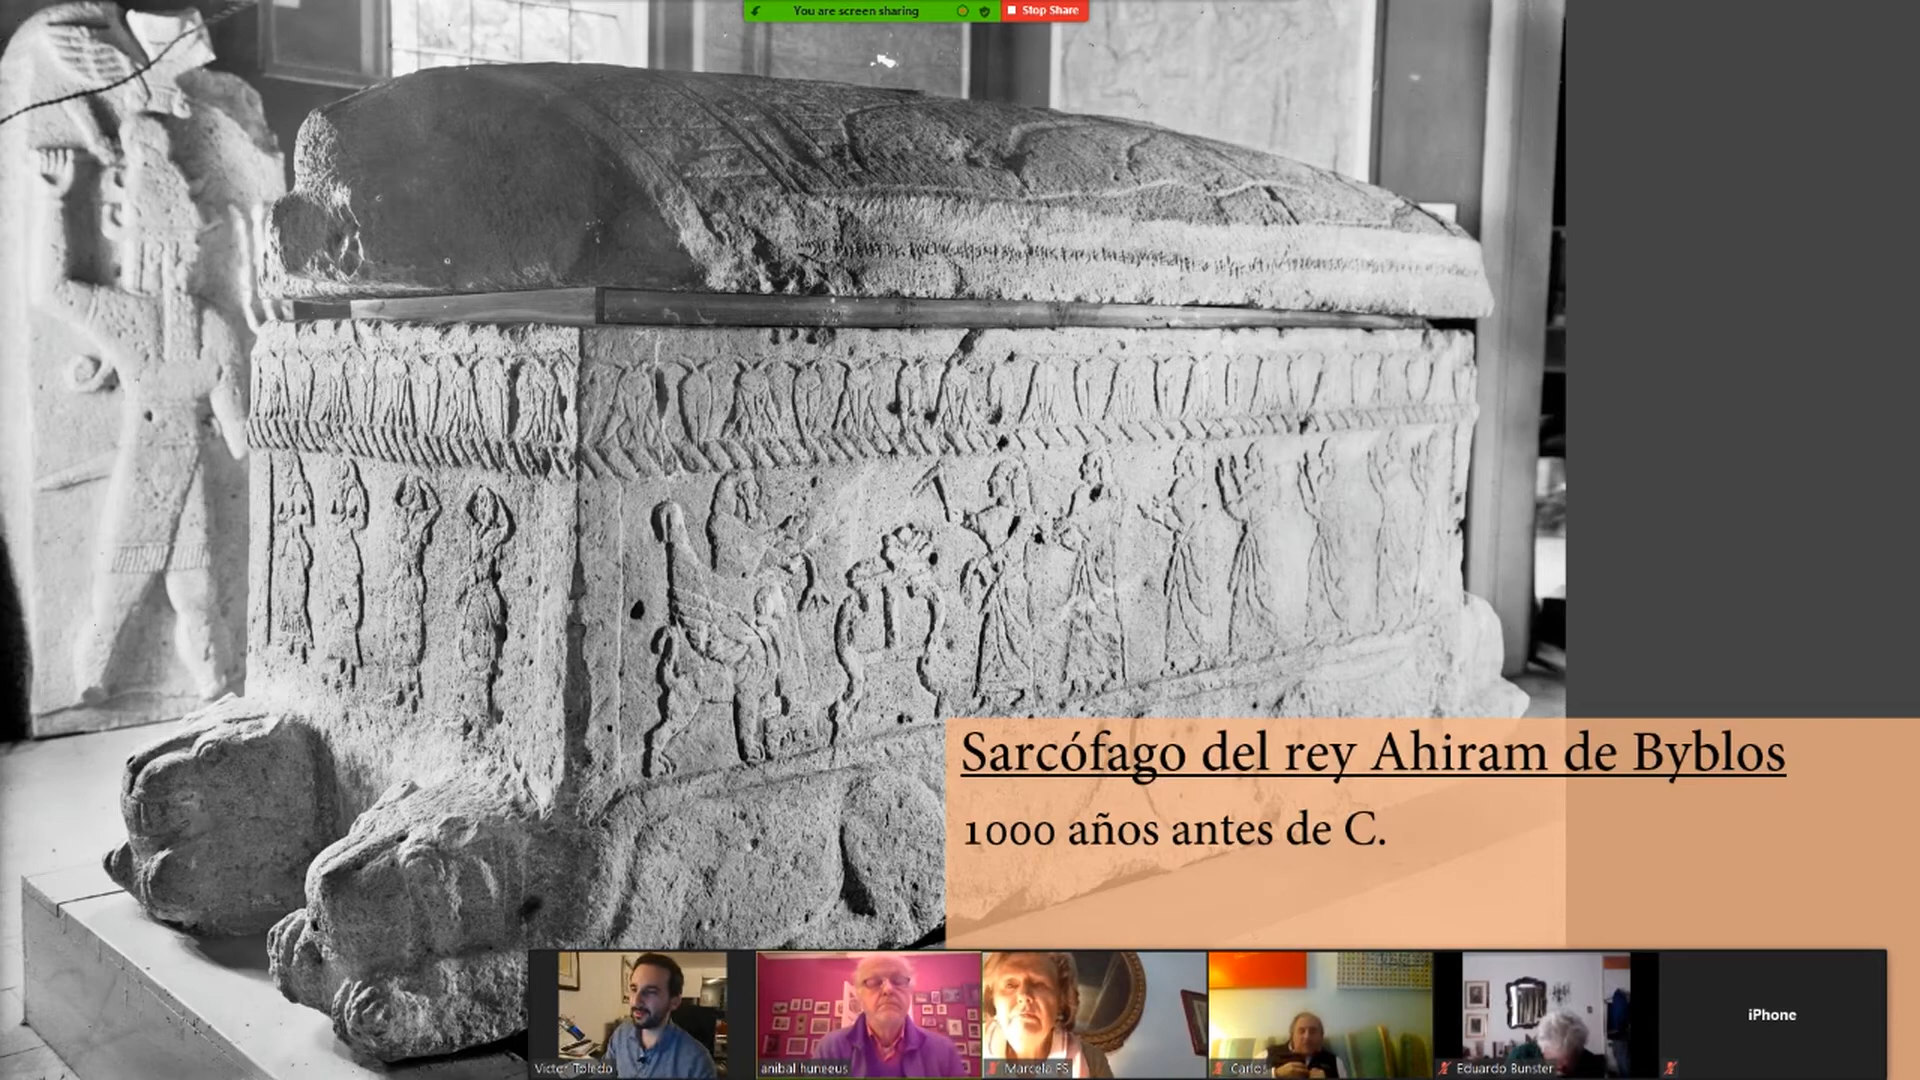 You are screen sharing
Stop Share
Sarcófago del rey Ahiram de Byblos
1000 años antes de C.
Victor Toledo
anibal huneeus
Marcela FS
Carlos
Eduardo Bunster
iPhone